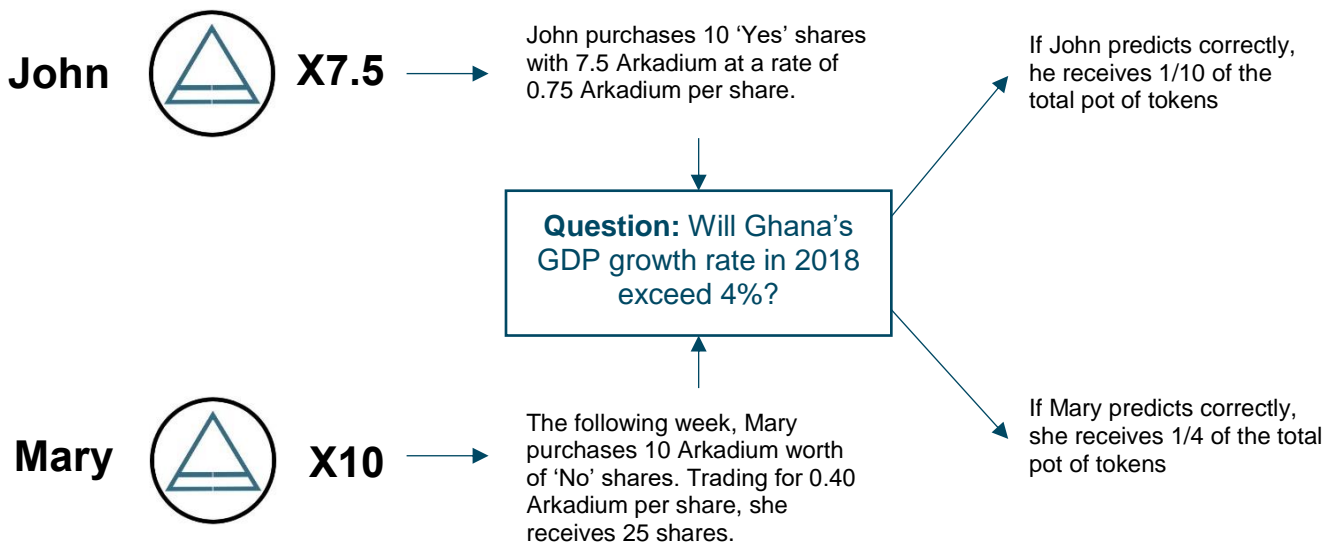 John
X7.5
John purchases 10 ‘Yes’ shares
with 7.5 Arkadium at a rate of
0.75 Arkadium per share.
If John predicts correctly,
he receives 1/10 of the
total pot of tokens
Question: Will Ghana’s
GDP growth rate in 2018
exceed 4%?
Mary
X10
The following week, Mary
purchases 10 Arkadium worth
of ‘No’ shares. Trading for 0.40
Arkadium per share, she
receives 25 shares.
If Mary predicts correctly,
she receives 1/4 of the total
pot of tokens